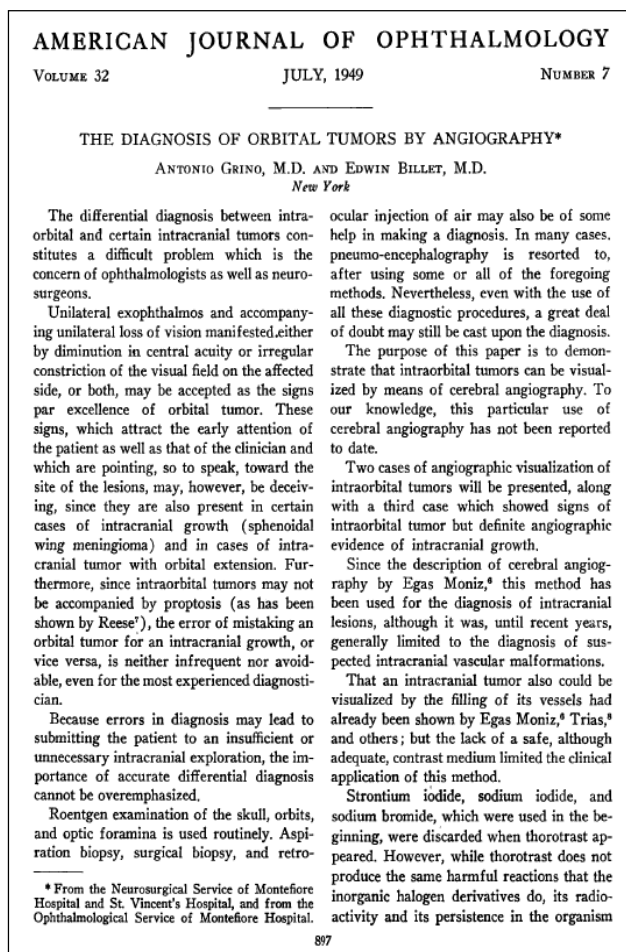 AMERICAN JOURNAL OF OPHTHALMOLOGY
VOLUME 32 JULY, 1949 NUMBER 7
THE DIAGNOSIS OF ORBITAL TUMORS BY ANGIOGRAPHY*
ANTONIO GRINO, M.D. AND EDWIN BILLET, M.D.
New York
The differential diagnosis between intra-
orbital and certain intracranial tumors con-
stitutes a difficult problem which is the
concern of ophthalmologists as well as neuro-
surgeons.
Unilateral exophthalmos and accompany-
ing unilateral loss of vision manifested.either
by diminution in central acuity or irregular
constriction of the visual field on the affected
side, or both, may be accepted as the signs
par excellence of orbital tumor. These
signs, which attract the early attention of
the patient as well as that of the clinician and
which are pointing, so to speak, toward the
site of the lesions, may, however, be deceiv-
ing, since they are also present in certain
cases of intracranial growth (sphenoidal
wing meningioma) and in cases of intra-
cranial tumor with orbital extension. Fur-
thermore, since intraorbital tumors may not
be accompanied by proptosis (as has been
shown by Reese⁷), the error of mistaking an
orbital tumor for an intracranial growth, or
vice versa, is neither infrequent nor avoid-
able, even for the most experienced diagnosti-
cian.
Because errors in diagnosis may lead to
submitting the patient to an insufficient or
unnecessary intracranial exploration, the im-
portance of accurate differential diagnosis
cannot be overemphasized.
Roentgen examination of the skull, orbits,
and optic foramina is used routinely. Aspi-
ration biopsy, surgical biopsy, and retro-
* From the Neurosurgical Service of Montefiore
Hospital and St. Vincent's Hospital, and from the
Ophthalmological Service of Montefiore Hospital.
ocular injection of air may also be of some
help in making a diagnosis. In many cases.
pneumo-encephalography is resorted to,
after using some or all of the foregoing
methods. Nevertheless, even with the use of
all these diagnostic procedures, a great deal
of doubt may still be cast upon the diagnosis.
The purpose of this paper is to demon-
strate that intraorbital tumors can be visual-
ized by means of cerebral angiography. To
our knowledge, this particular use of
cerebral angiography has not been reported
to date.
Two cases of angiographic visualization of
intraorbital tumors will be presented, along
with a third case which showed signs of
intraorbital tumor but definite angiographic
evidence of intracranial growth.
Since the description of cerebral angiog-
raphy by Egas Moniz,⁶ this method has
been used for the diagnosis of intracranial
lesions, although it was, until recent years,
generally limited to the diagnosis of sus-
pected intracranial vascular malformations.
That an intracranial tumor also could be
visualized by the filling of its vessels had
already been shown by Egas Moniz,⁶ Trias,⁸
and others; but the lack of a safe, although
adequate, contrast medium limited the clinical
application of this method.
Strontium iodide, sodium iodide, and
sodium bromide, which were used in the be-
ginning, were discarded when thorotrast ap-
peared. However, while thorotrast does not
produce the same harmful reactions that the
inorganic halogen derivatives do, its radio-
activity and its persistence in the organism
897